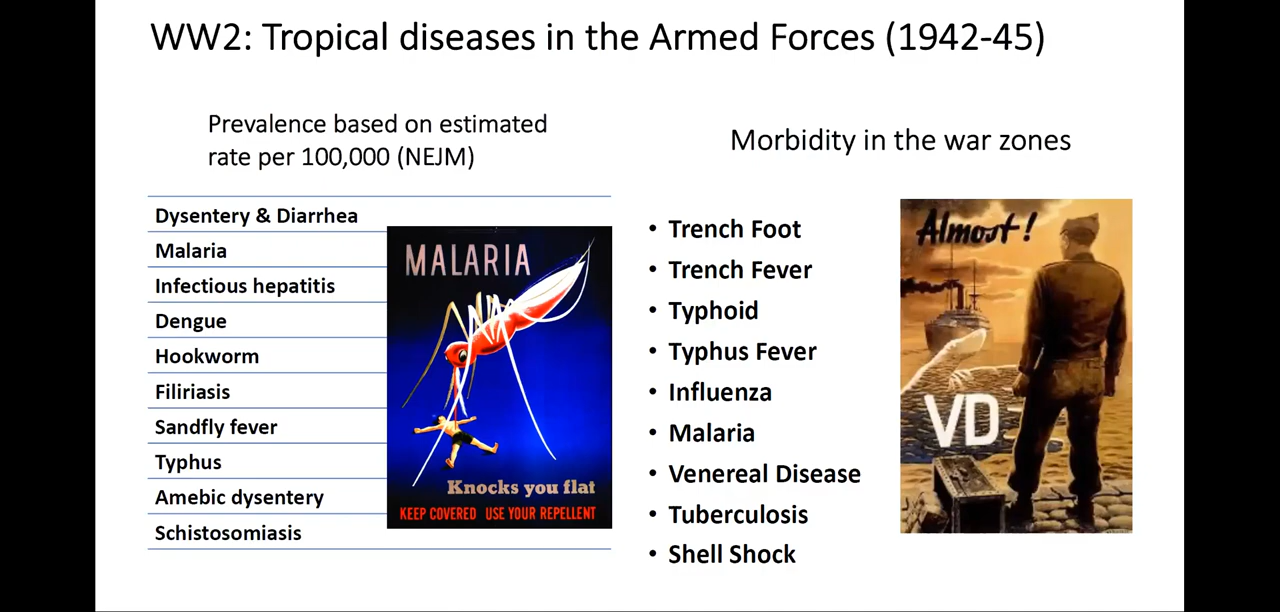 WW2: Tropical diseases in the Armed Forces (1942-45)
Prevalence based on estimated
rate per 100,000 (NEJM)
Dysentery & Diarrhea
Malaria
Infectious hepatitis
Dengue
Hookworm
Filiriasis
Sandfly fever
Typhus
Amebic dysentery
Schistosomiasis
MALARIA
Knocks you flat
KEEP COVERED USE YOUR REPELLENT
Morbidity in the war zones
• Trench Foot
• Trench Fever
• Typhoid
• Typhus Fever
• Influenza
• Malaria
• Venereal Disease
• Tuberculosis
• Shell Shock
Almost!
VD